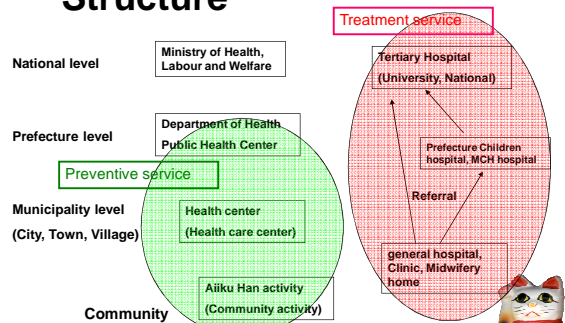 Structure
Treatment service
National level
Ministry of Health,
Labour and Welfare
Tertiary Hospital
(University, National)
Prefecture level
Department of Health
Public Health Center
Prefecture Children
hospital, MCH hospital
Preventive service
Referral
Municipality level
(City, Town, Village)
Health center
(Health care center)
general hospital,
Clinic, Midwifery
home
Aiiku Han activity
(Community activity)
Community